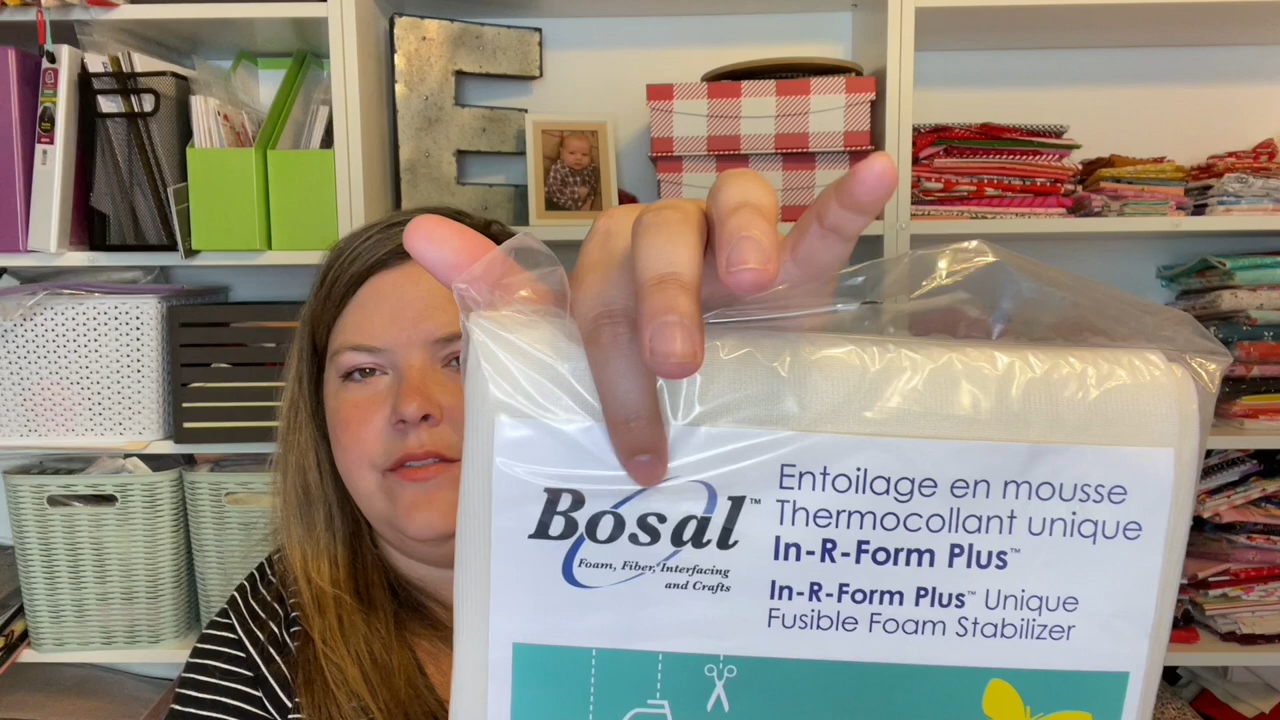 E
Bosal™
Foam, Fiber, Interfacing
and Crafts
Entoilage en mousse
Thermocollant unique
In-R-Form Plus™
In-R-Form Plus™ Unique
Fusible Foam Stabilizer